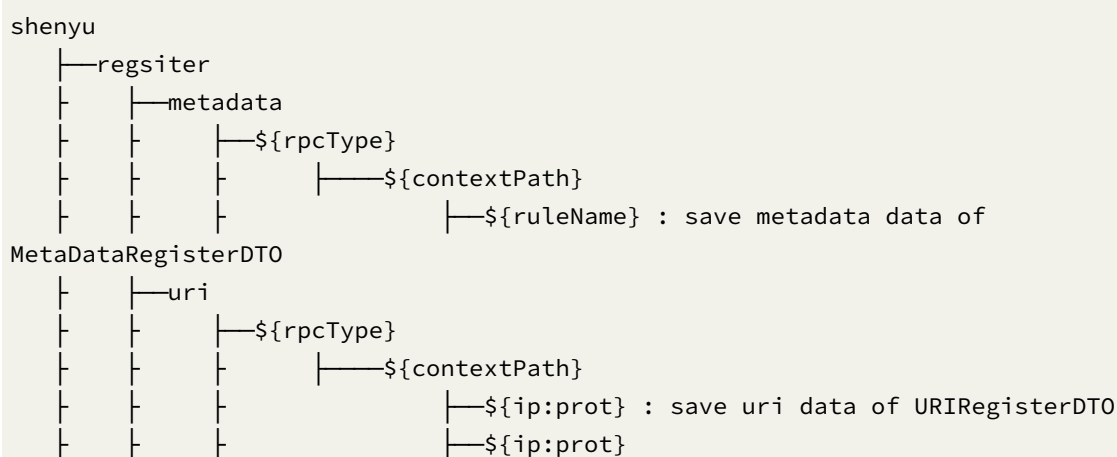 shenyu
   ├──regsiter
   ├    ├──metadata
   ├    ├     ├──${rpcType}
   ├    ├     ├      ├────${contextPath}
   ├    ├     ├               ├──${ruleName} : save metadata data of
MetaDataRegisterDTO
   ├    ├──uri
   ├    ├     ├──${rpcType}
   ├    ├     ├      ├────${contextPath}
   ├    ├     ├               ├──${ip:prot} : save uri data of URIRegisterDTO
   ├    ├     ├               ├──${ip:prot}